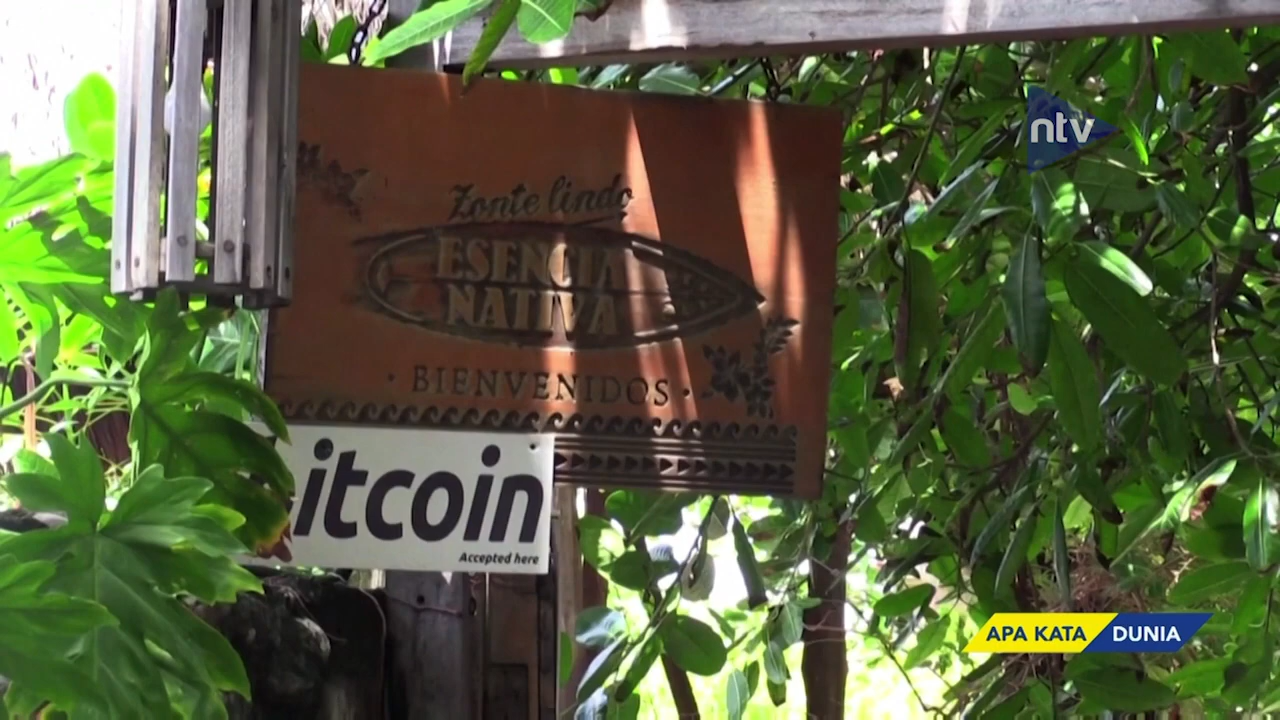 ntv
Zonte lindo
ESENCIA
NATIVA
· BIENVENIDOS ·
itcoin
Accepted here
APA KATA DUNIA